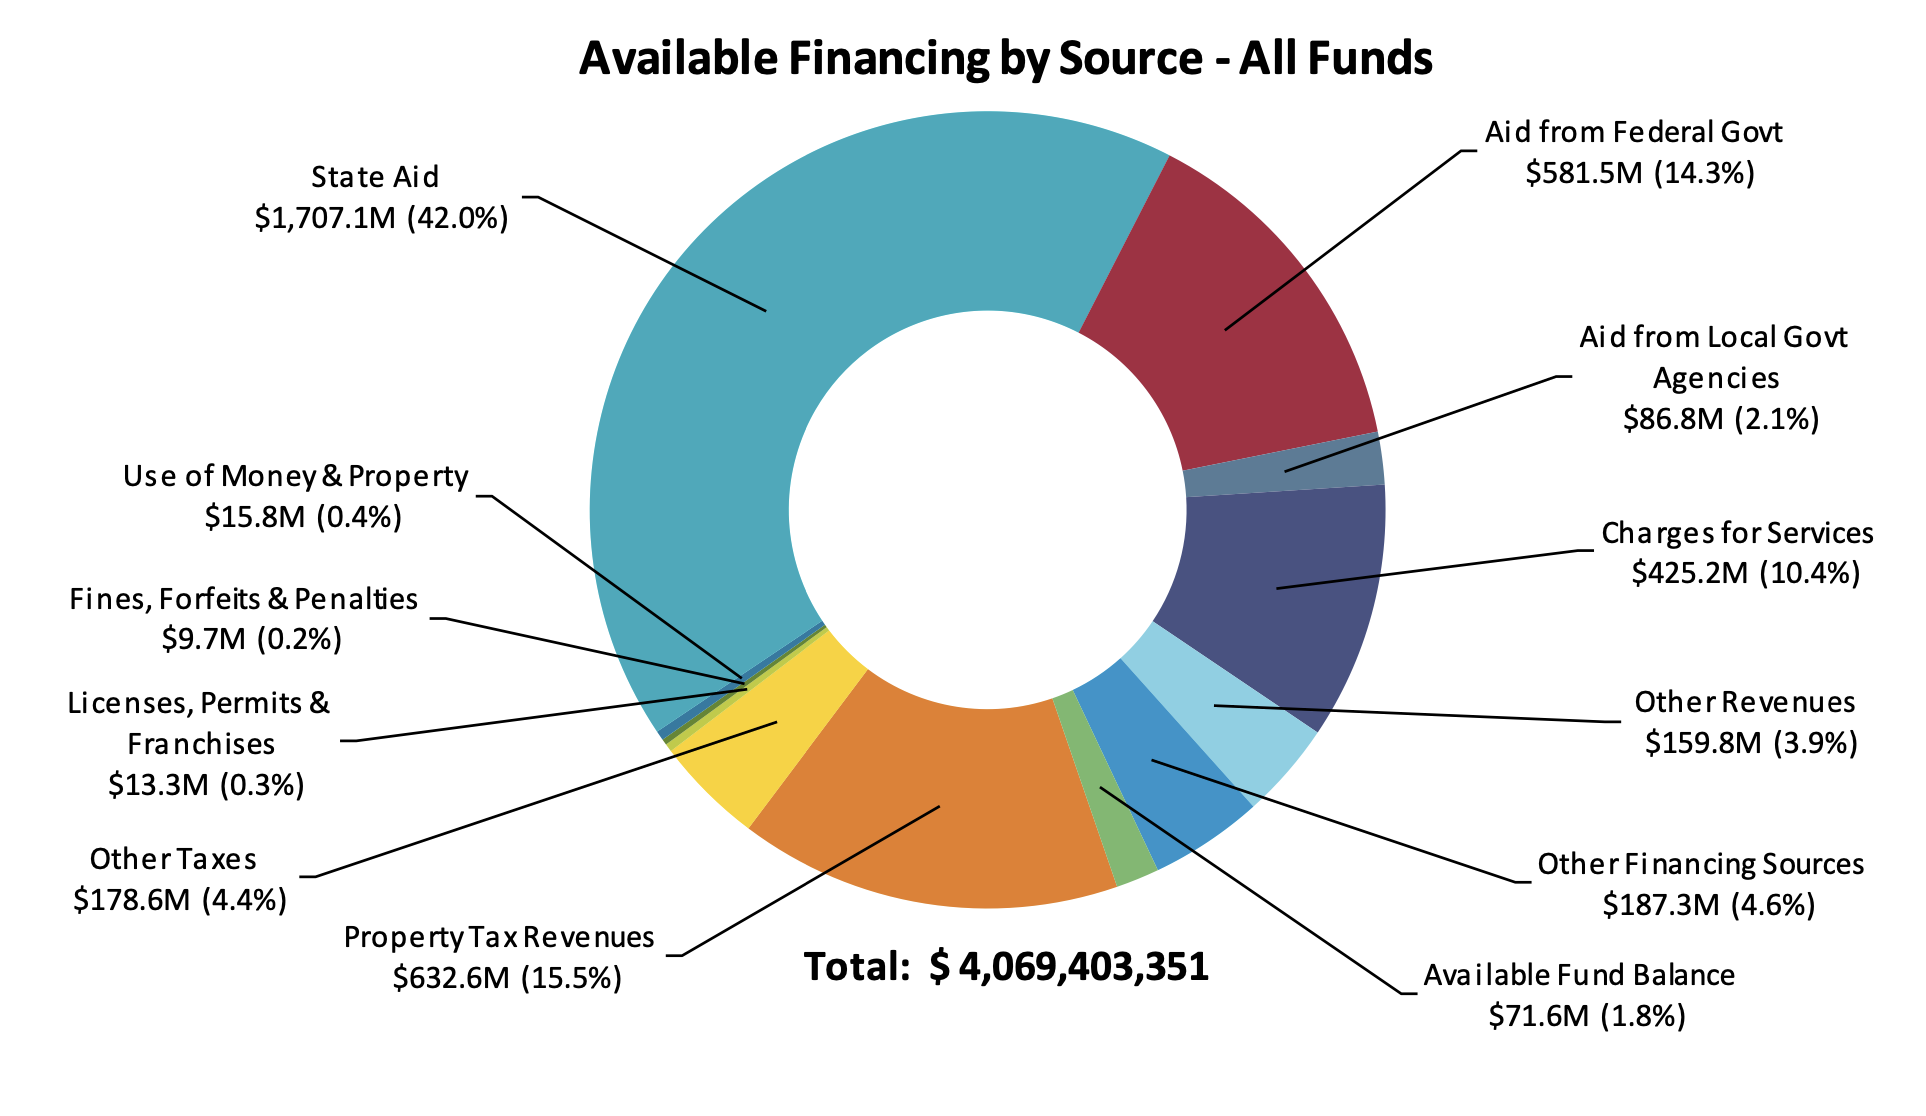 Available Financing by Source - All Funds
State Aid
$1,707.1M (42.0%)
Aid from Federal Govt
$581.5M (14.3%)
Aid from Local Govt
Agencies
$86.8M (2.1%)
Use of Money & Property
$15.8M (0.4%)
Charges for Services
$425.2M (10.4%)
Fines, Forfeits & Penalties
$9.7M (0.2%)
Licenses, Permits &
Franchises
$13.3M (0.3%)
Other Revenues
$159.8M (3.9%)
Other Taxes
$178.6M (4.4%)
Other Financing Sources
$187.3M (4.6%)
Property Tax Revenues
$632.6M (15.5%)
Total: $ 4,069,403,351
Available Fund Balance
$71.6M (1.8%)